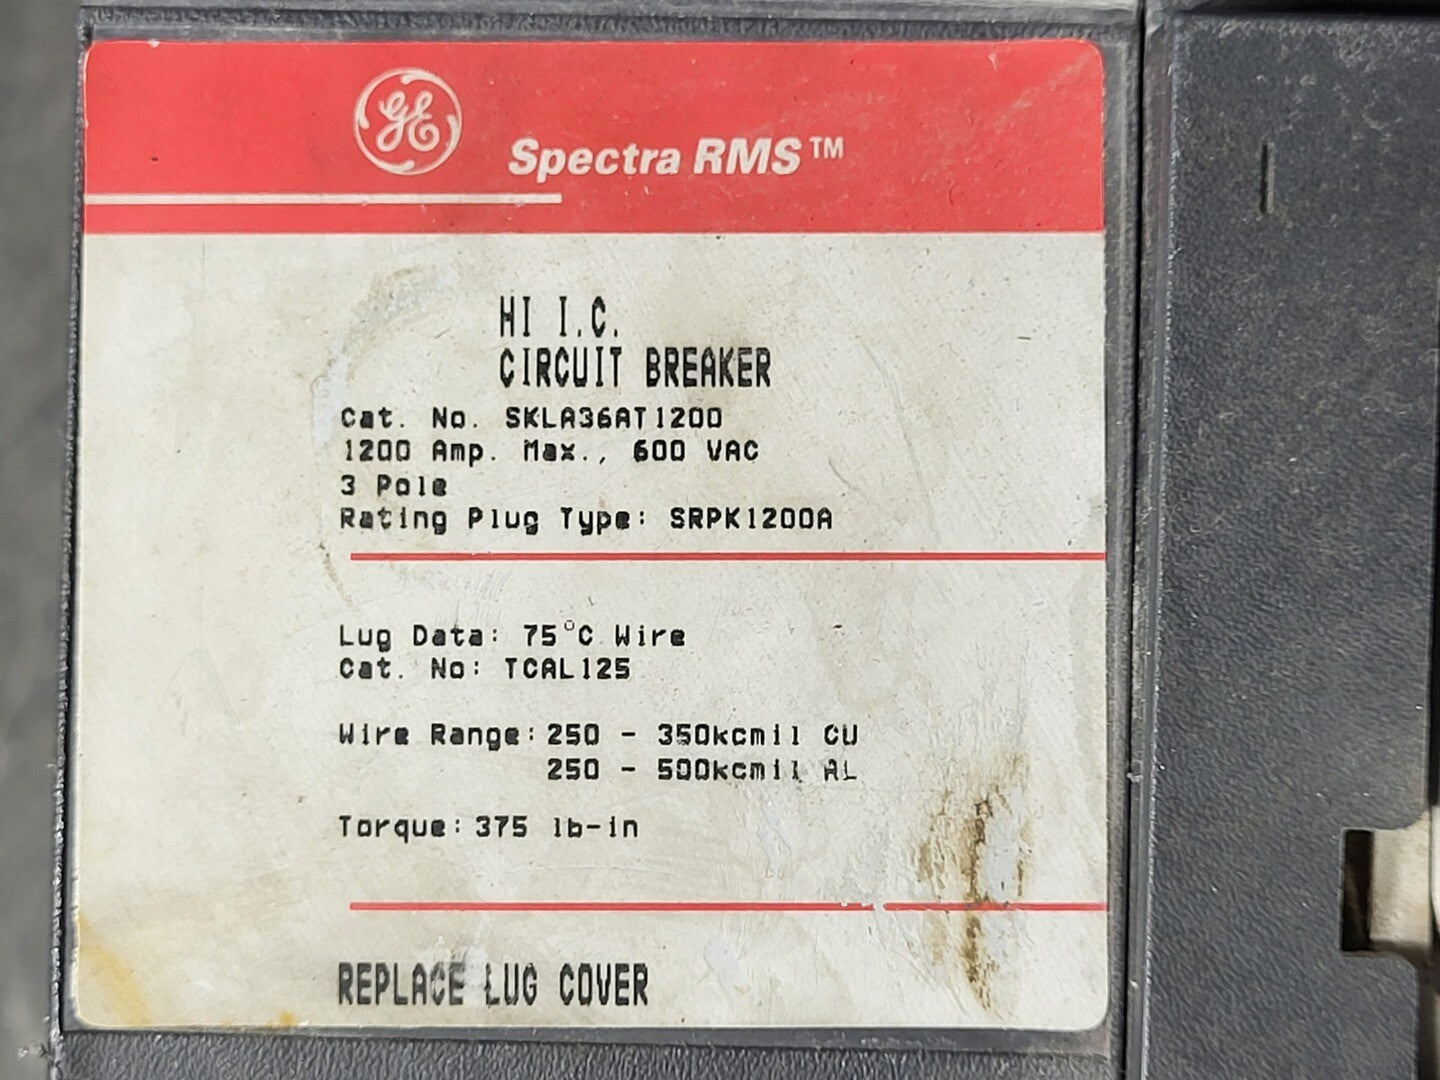 GE
Spectra RMS™
HI I.C.
CIRCUIT BREAKER
Cat. No. SKLA36AT1200
1200 Amp. Max., 600 VAC
3 Pole
Rating Plug Type: SRPK1200A
Lug Data: 75°C Wire
Cat. No: TCAL125
Wire Range: 250 - 350kcmil CU
250 - 500kcmil AL
Torque: 375 lb-in
REPLACE LUG COVER